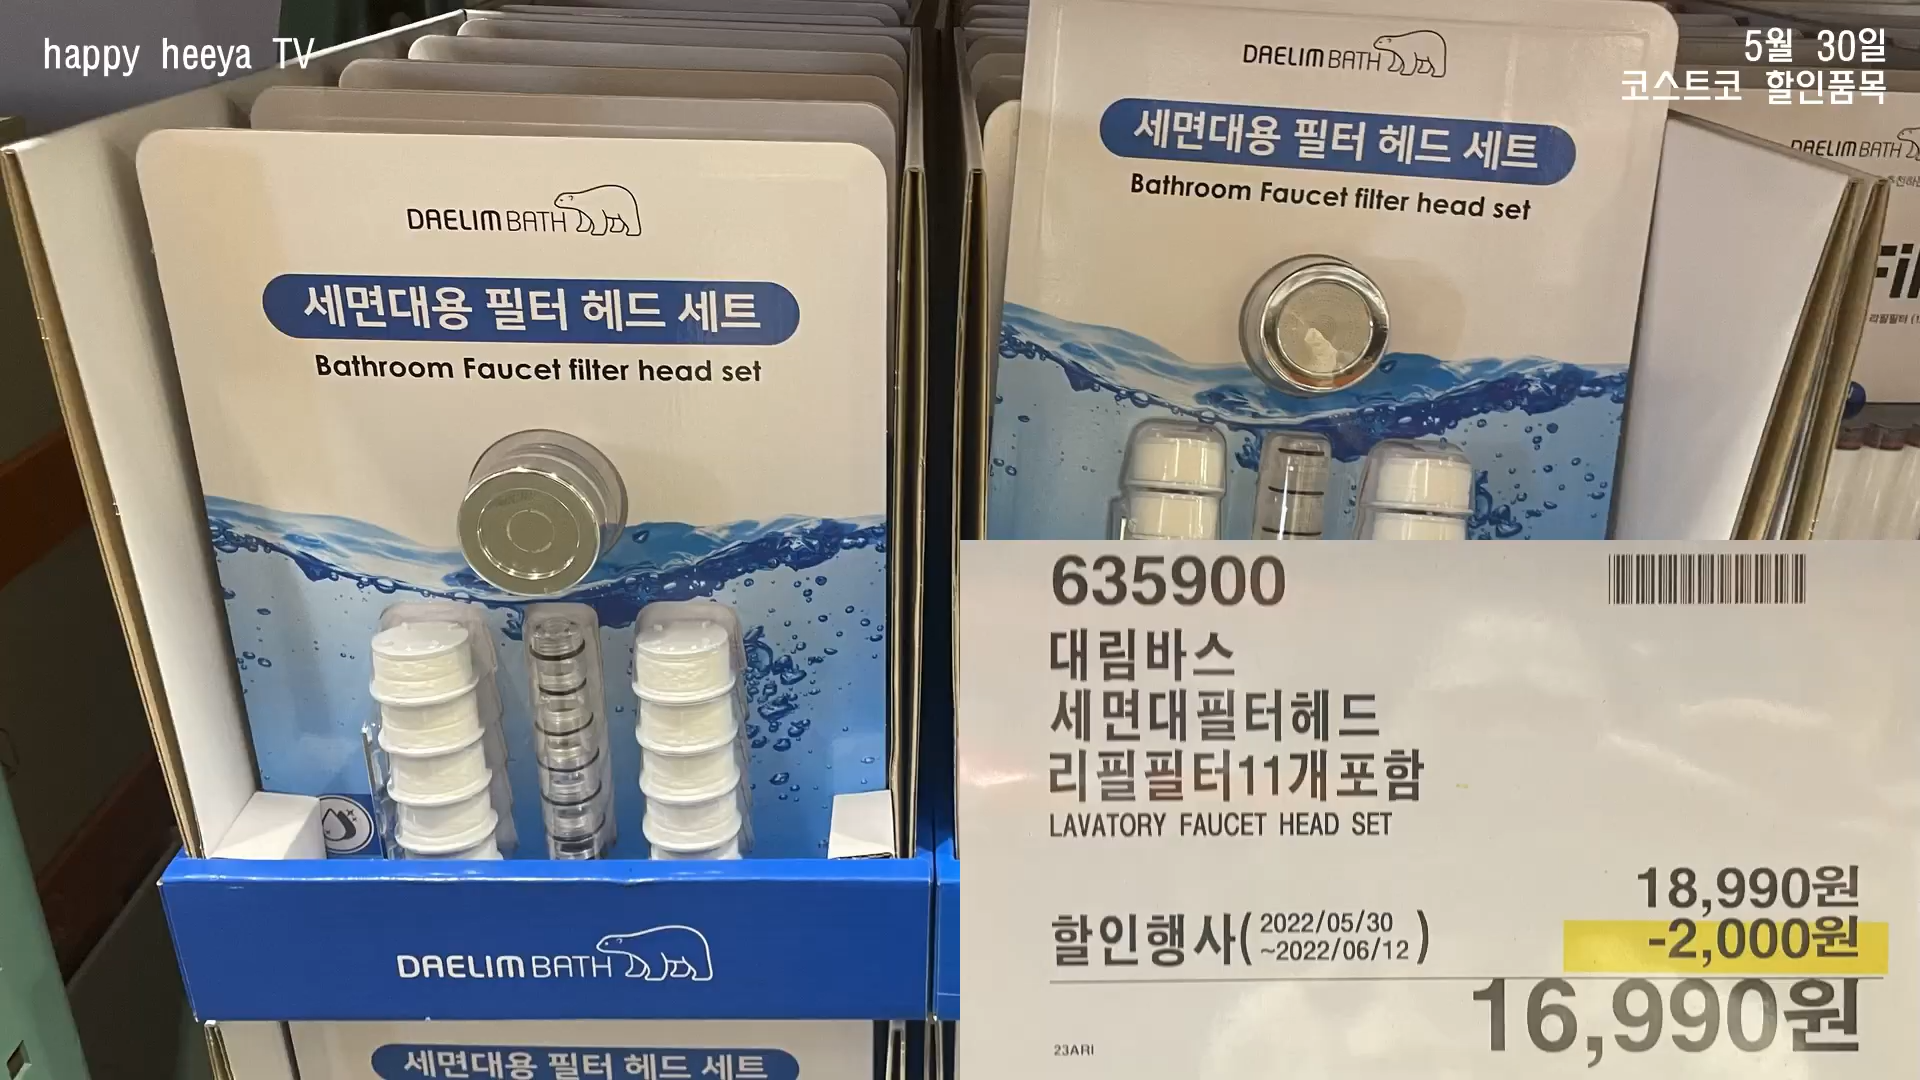 happy heeya TV
5월 30일
코스트코 할인품목
DAELIM BATH
세면대용 필터 헤드 세트
Bathroom Faucet filter head set
DAELIM BATH
세면대용 필터 헤드 세트
DAELIM BATH
세면대용 필터 헤드 세트
Bathroom Faucet filter head set
DAELIM BATH
635900
대림바스
세면대필터헤드
리필필터11개포함
LAVATORY FAUCET HEAD SET
18,990원
할인행사( 2022/05/30
~2022/06/12 )
-2,000원
16,990원
23ARI